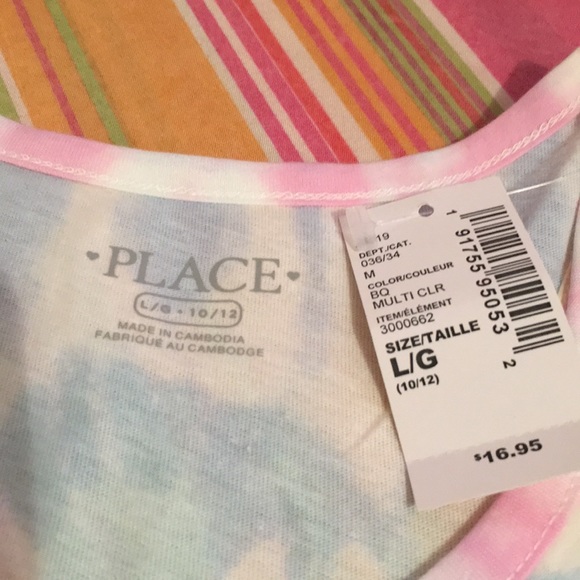 ♥PLACE♥
L/G · 10/12
MADE IN CAMBODIA
FABRIQUE AU CAMBODGE
19
DEPT./CAT.
036/34
M
COLOR/COULEUR
BQ
MULTI CLR
ITEM/ÉLÉMENT
3000662
SIZE/TAILLE
L/G
(10/12)
$16.95
1 91755 95053 2